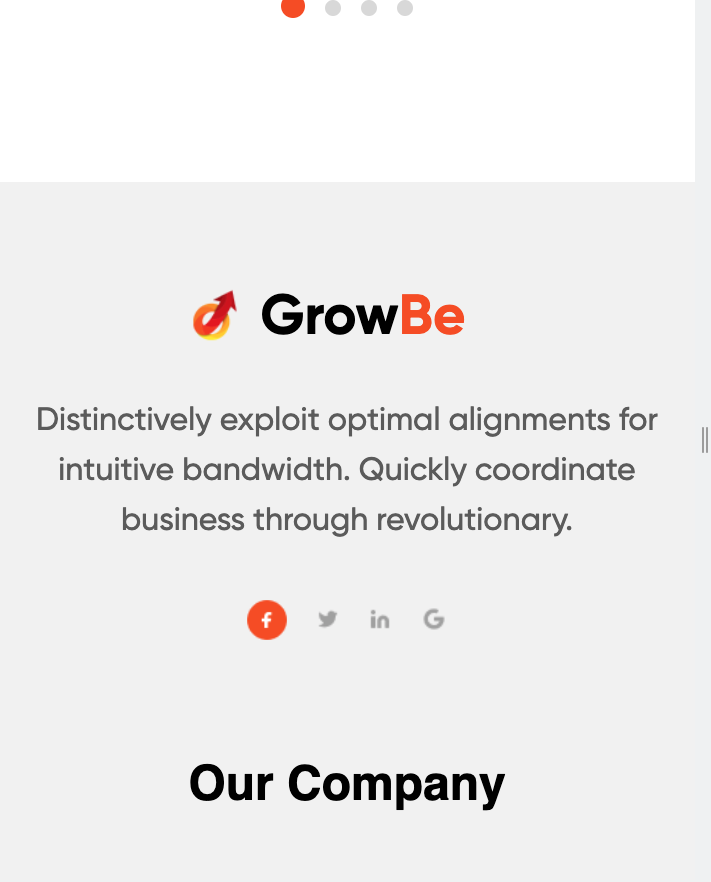 GrowBe
Distinctively exploit optimal alignments for
intuitive bandwidth. Quickly coordinate
business through revolutionary.
Our Company